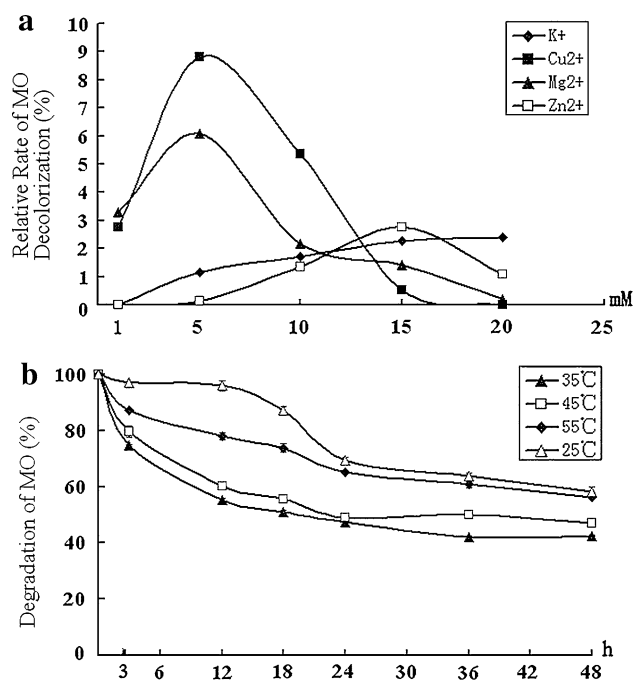 a
10
9
8
7
6
5
4
3
2
1
0
Relative Rate of MO
Decolorization (%)
K+
Cu2+
Mg2+
Zn2+
1 5 10 15 20 25
mM
b
100
80
60
40
20
0
Degradation of MO (%)
35℃
45℃
55℃
25℃
3 6 12 18 24 30 36 42 48
h